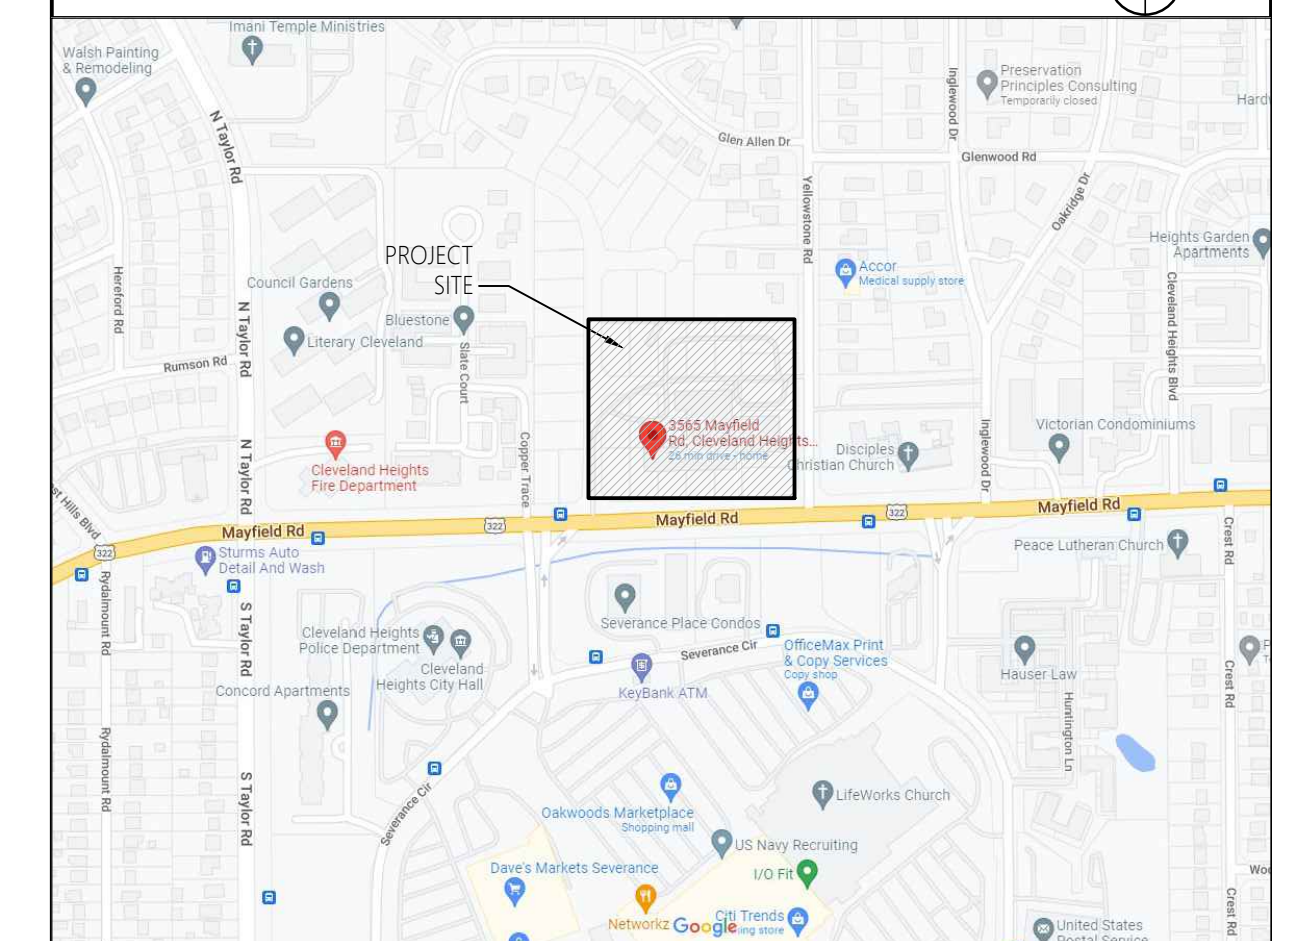 Imani Temple Ministries
Walsh Painting
& Remodeling
N Taylor Rd
Preservation
Principles Consulting
Temporarily closed
Inglewood Dr
Glen Allen Dr
Glenwood Rd
Yellowstone Rd
Oakridge Dr
Heights Garden
Apartments
PROJECT
SITE
Accor
Medical supply store
Hereford Rd
Council Gardens
N Taylor Rd
Bluestone
Literary Cleveland
Slate Court
Rumson Rd
Cleveland Heights Blvd
3565 Mayfield
Rd, Cleveland Heights...
26 min drive - home
Disciples
Christian Church
Inglewood Dr
Victorian Condominiums
N Taylor Rd
Cleveland Heights
Fire Department
Copper Trace
Mayfield Rd
322
Mayfield Rd
322
Mayfield Rd
322
Sturms Auto
Detail And Wash
Peace Lutheran Church
Crest Rd
Rydalmount Rd
S Taylor Rd
Severance Place Condos
Cleveland Heights
Police Department
Cleveland
Heights City Hall
Severance Cir
OfficeMax Print
& Copy Services
Copy shop
KeyBank ATM
Hauser Law
Concord Apartments
Crest Rd
Huntington Ln
Rydalmount Rd
S Taylor Rd
Severance Cir
Oakwoods Marketplace
Shopping mall
LifeWorks Church
US Navy Recruiting
I/O Fit
Dave's Markets Severance
Networkz
Google
Citi Trends
Crest Rd
United States
Postal Service